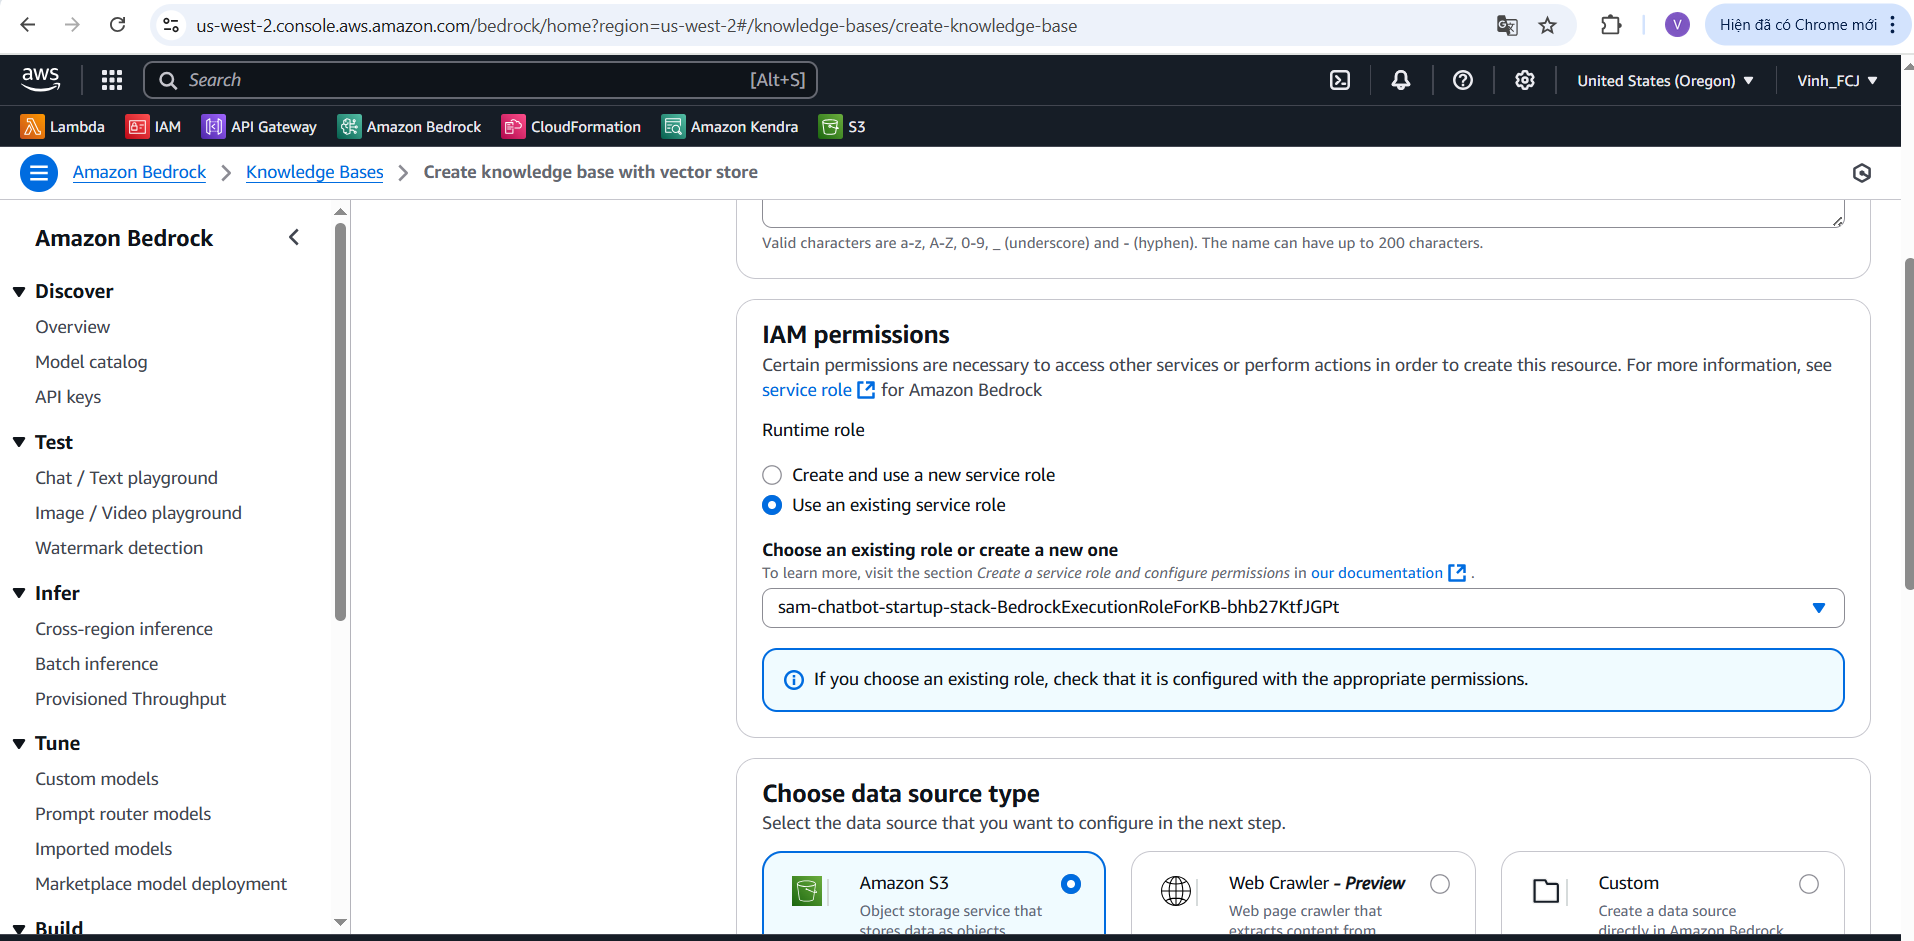 us-west-2.console.aws.amazon.com/bedrock/home?region=us-west-2#/knowledge-bases/create-knowledge-base
V
Hiện đã có Chrome mới
aws
Search
[Alt+S]
United States (Oregon)
Vinh_FCJ
Lambda
IAM
API Gateway
Amazon Bedrock
CloudFormation
Amazon Kendra
S3
Amazon Bedrock
Knowledge Bases
Create knowledge base with vector store
Amazon Bedrock
Discover
Overview
Model catalog
API keys
Test
Chat / Text playground
Image / Video playground
Watermark detection
Infer
Cross-region inference
Batch inference
Provisioned Throughput
Tune
Custom models
Prompt router models
Imported models
Marketplace model deployment
Build
Valid characters are a-z, A-Z, 0-9, _ (underscore) and - (hyphen). The name can have up to 200 characters.
IAM permissions
Certain permissions are necessary to access other services or perform actions in order to create this resource. For more information, see
service role for Amazon Bedrock
Runtime role
Create and use a new service role
Use an existing service role
Choose an existing role or create a new one
To learn more, visit the section Create a service role and configure permissions in our documentation .
sam-chatbot-startup-stack-BedrockExecutionRoleForKB-bhb27KtfJGPt
If you choose an existing role, check that it is configured with the appropriate permissions.
Choose data source type
Select the data source that you want to configure in the next step.
Amazon S3
Object storage service that
stores data as objects
Web Crawler - Preview
Web page crawler that
extracts content from
Custom
Create a data source
directly in Amazon Bedrock